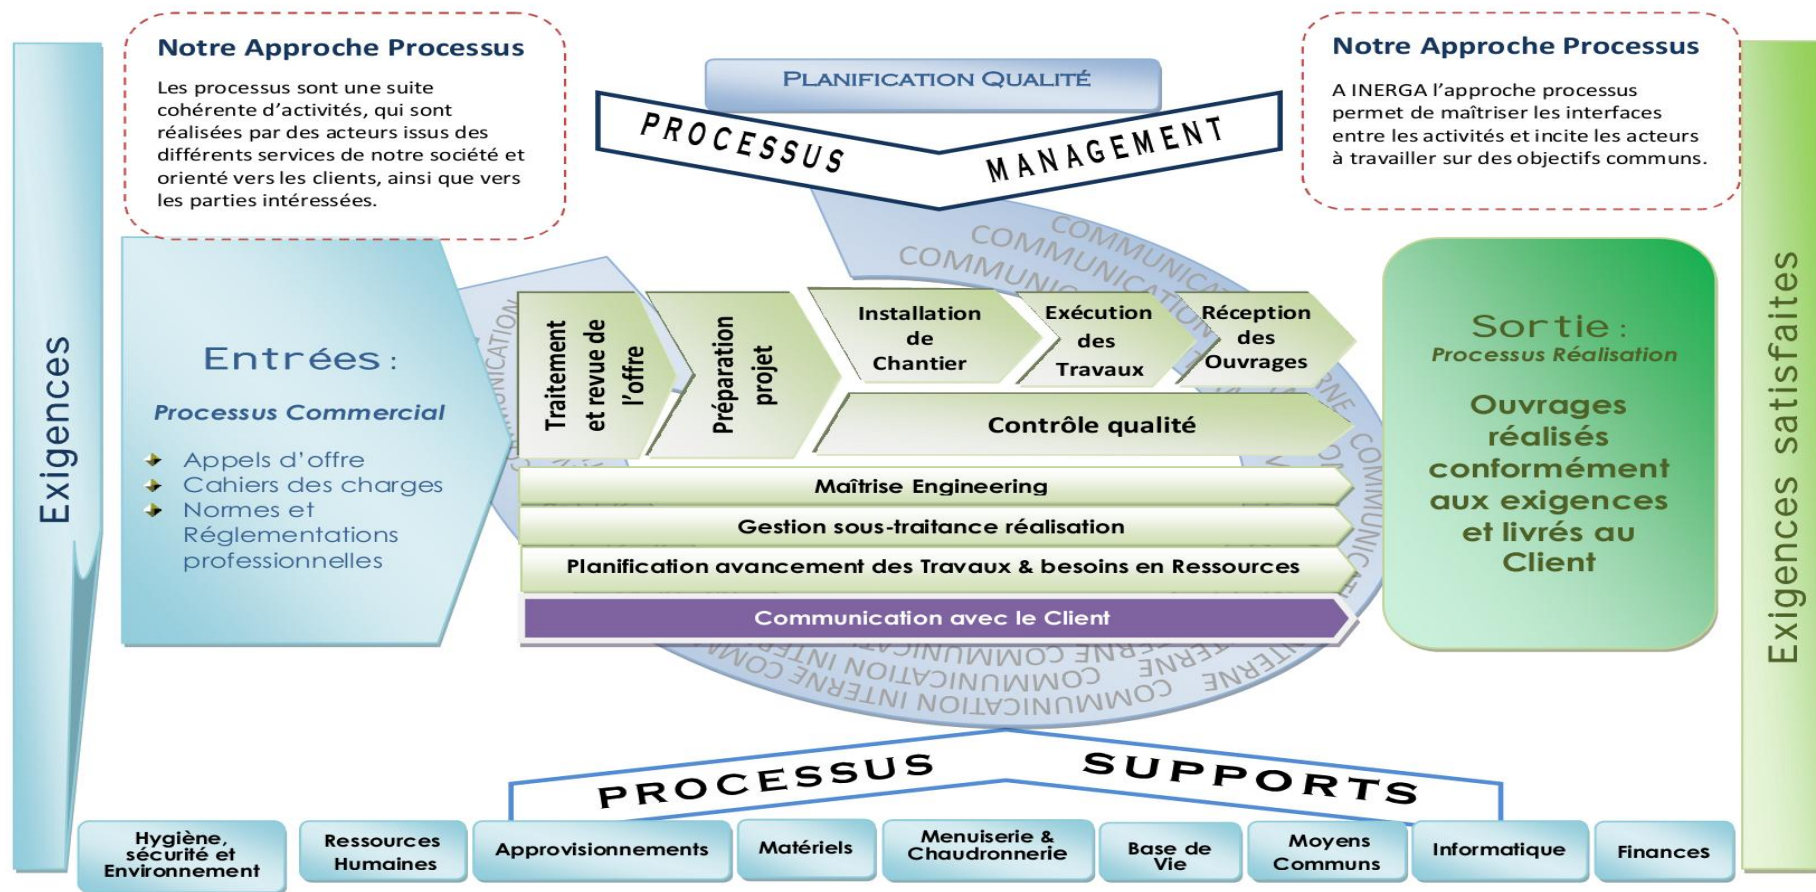 Notre Approche Processus
Les processus sont une suite
cohérente d'activités, qui sont
réalisées par des acteurs issus des
différents services de notre société et
orienté vers les clients, ainsi que vers
les parties intéressées.
PLANIFICATION QUALITÉ
PROCESSUS MANAGEMENT
Notre Approche Processus
A INERGA l'approche processus
permet de maîtriser les interfaces
entre les activités et incite les acteurs
à travailler sur des objectifs communs.
Exigences
Entrées :
Processus Commercial
Appels d'offre
Cahiers des charges
Normes et
Réglementations
professionnelles
COMMUNICATION
COMMUNICATION
Traitement
et revue de
l'offre
Préparation
projet
Installation
de
Chantier
Exécution
des
Travaux
Réception
des
Ouvrages
Contrôle qualité
Maîtrise Engineering
Gestion sous-traitance réalisation
Planification avancement des Travaux & besoins en Ressources
Communication avec le Client
COMMUNICATION INTERNE
COMMUNICATION INTERNE
Sortie :
Processus Réalisation
Ouvrages
réalisés
conformément
aux exigences
et livrés au
Client
Exigences satisfaites
PROCESSUS SUPPORTS
Hygiène,
sécurité et
Environnement
Ressources
Humaines
Approvisionnements
Matériels
Menuiserie &
Chaudronnerie
Base de
Vie
Moyens
Communs
Informatique
Finances